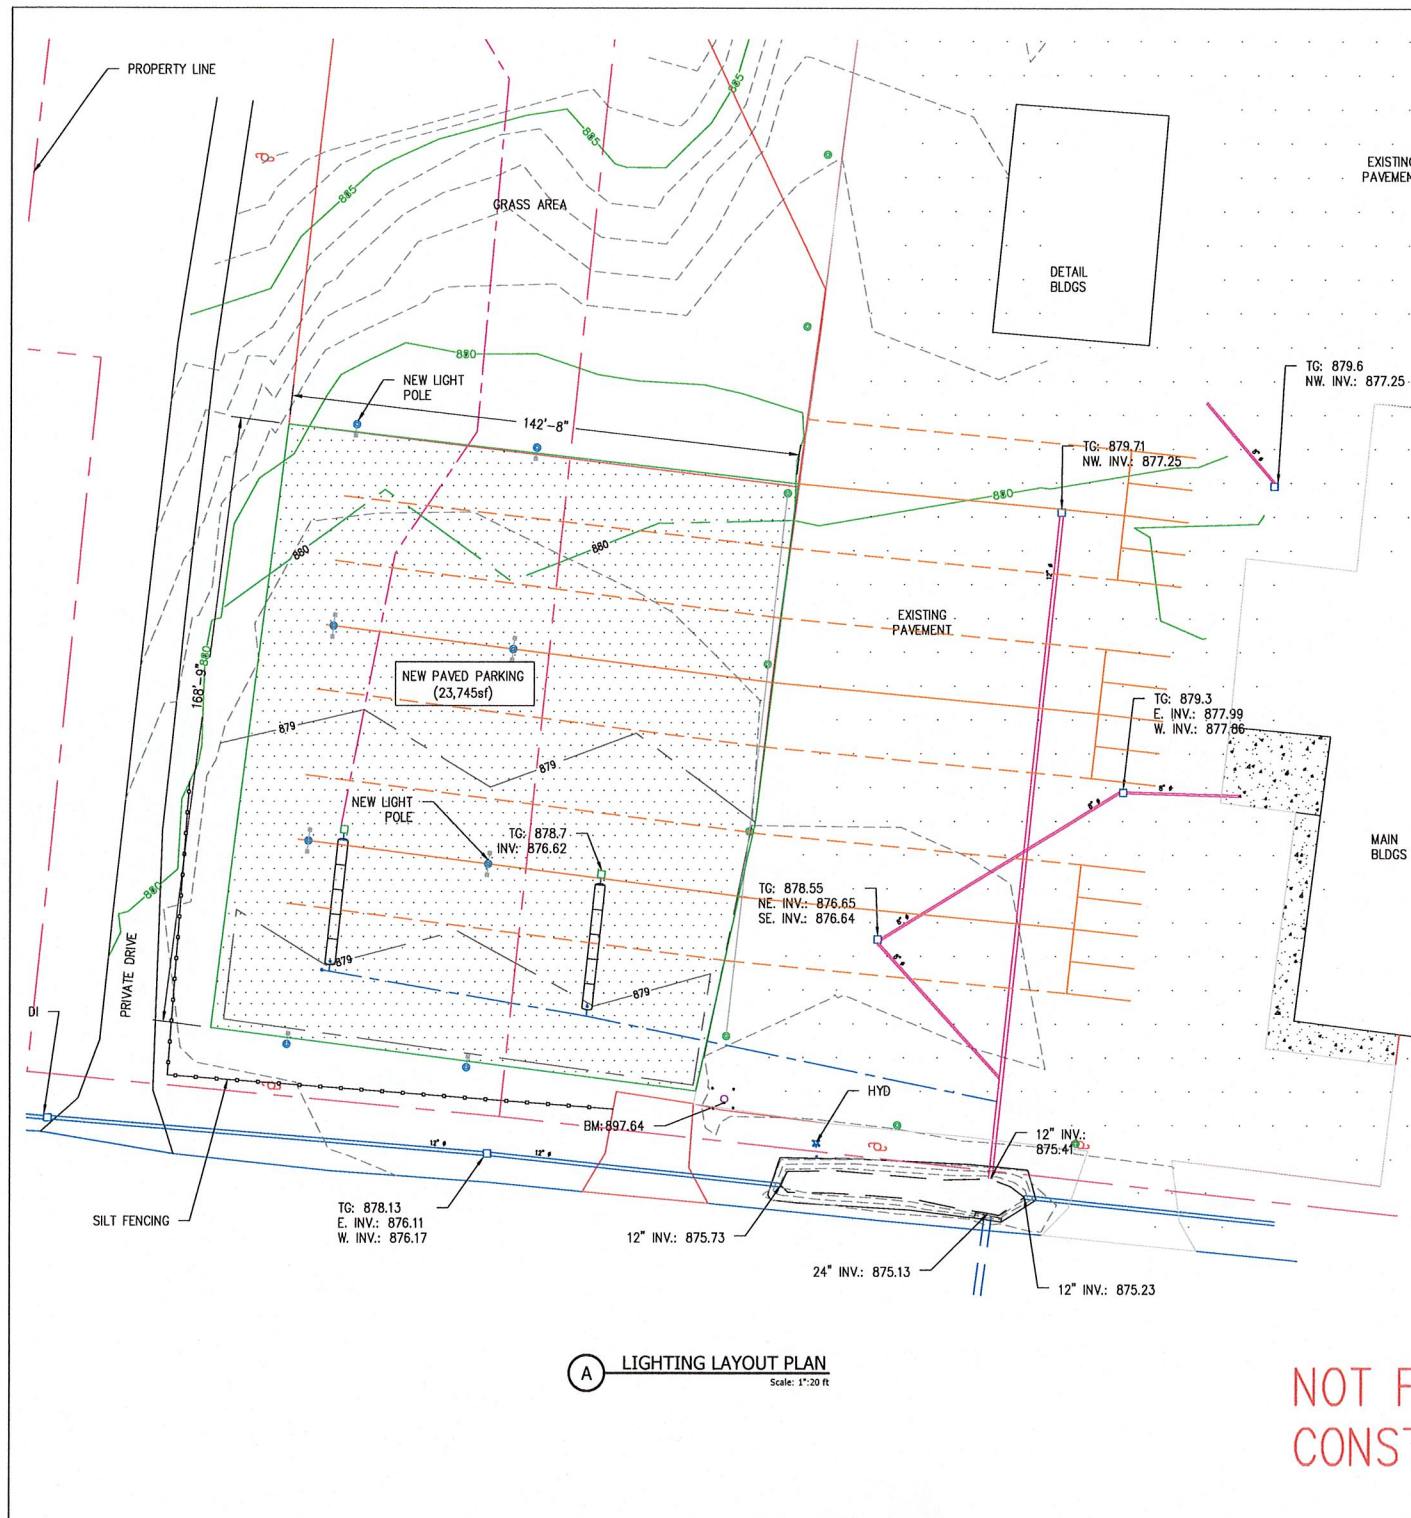 PROPERTY LINE
885
885
885
EXISTING
PAVEMEN
GRASS AREA
DETAIL
BLDGS
880
NEW LIGHT
POLE
142'-8"
TG: 879.6
NW. INV.: 877.25
TG: 879.71
NW. INV.: 877.25
880
880
880
12" ø
EXISTING
PAVEMENT
880
168'-9"
NEW PAVED PARKING
(23,745sf)
TG: 879.3
E. INV.: 877.99
W. INV.: 877.86
879
879
NEW LIGHT
POLE
TG: 878.7
INV: 876.62
MAIN
BLDGS
880
TG: 878.55
NE. INV.: 876.65
SE. INV.: 876.64
PRIVATE DRIVE
879
879
DI
HYD
BM:897.64
12" INV.:
875.41
12" ø
12" ø
TG: 878.13
E. INV.: 876.11
W. INV.: 876.17
SILT FENCING
12" INV.: 875.73
24" INV.: 875.13
12" INV.: 875.23
A
LIGHTING LAYOUT PLAN
Scale: 1":20 ft
NOT F
CONST